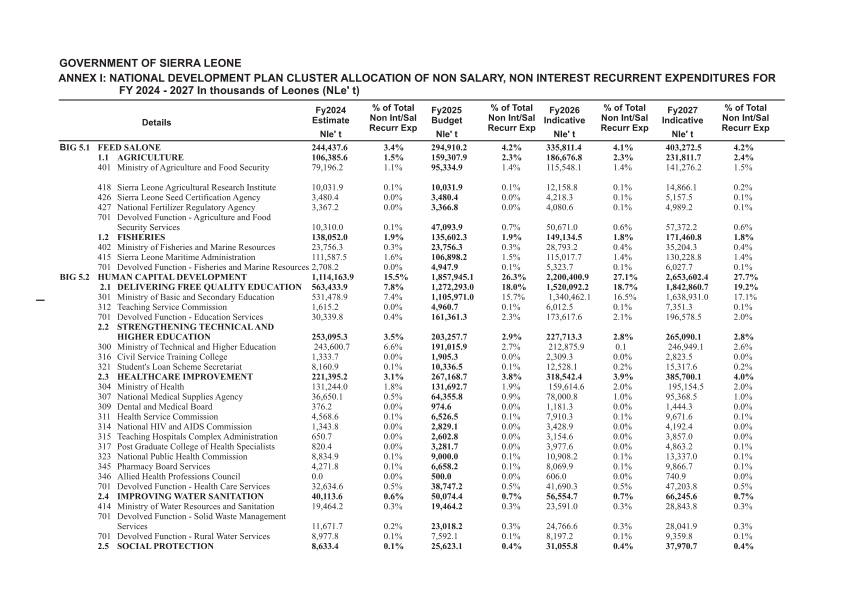 GOVERNMENT OF SIERRA LEONE
ANNEX I: NATIONAL DEVELOPMENT PLAN CLUSTER ALLOCATION OF NON SALARY, NON INTEREST RECURRENT EXPENDITURES FOR
FY 2024 - 2027 In thousands of Leones (NLe' t)
Details Fy2024 Estimate Nle' t % of Total Non Int/Sal Recurr Exp Fy2025 Budget Nle' t % of Total Non Int/Sal Recurr Exp Fy2026 Indicative Nle' t % of Total Non Int/Sal Recurr Exp Fy2027 Indicative Nle' t % of Total Non Int/Sal Recurr Exp
BIG 5.1 FEED SALONE 244,437.6 3.4% 294,910.2 4.2% 335,811.4 4.1% 403,272.5 4.2%
1.1 AGRICULTURE 106,385.6 1.5% 159,307.9 2.3% 186,676.8 2.3% 231,811.7 2.4%
401 Ministry of Agriculture and Food Security 79,196.2 1.1% 95,334.9 1.4% 115,548.1 1.4% 141,276.2 1.5%
418 Sierra Leone Agricultural Research Institute 10,031.9 0.1% 10,031.9 0.1% 12,158.8 0.1% 14,866.1 0.2%
426 Sierra Leone Seed Certification Agency 3,480.4 0.0% 3,480.4 0.0% 4,218.3 0.1% 5,157.5 0.1%
427 National Fertilizer Regulatory Agency 3,367.2 0.0% 3,366.8 0.0% 4,080.6 0.1% 4,989.2 0.1%
701 Devolved Function - Agriculture and Food
Security Services 10,310.0 0.1% 47,093.9 0.7% 50,671.0 0.6% 57,372.2 0.6%
1.2 FISHERIES 138,052.0 1.9% 135,602.3 1.9% 149,134.5 1.8% 171,460.8 1.8%
402 Ministry of Fisheries and Marine Resources 23,756.3 0.3% 23,756.3 0.3% 28,793.2 0.4% 35,204.3 0.4%
415 Sierra Leone Maritime Administration 111,587.5 1.6% 106,898.2 1.5% 115,017.7 1.4% 130,228.8 1.4%
701 Devolved Function - Fisheries and Marine Resources 2,708.2 0.0% 4,947.9 0.1% 5,323.7 0.1% 6,027.7 0.1%
BIG 5.2 HUMAN CAPITAL DEVELOPMENT 1,114,163.9 15.5% 1,857,945.1 26.3% 2,200,400.9 27.1% 2,653,602.4 27.7%
2.1 DELIVERING FREE QUALITY EDUCATION 563,433.9 7.8% 1,272,293.0 18.0% 1,520,092.2 18.7% 1,842,860.7 19.2%
301 Ministry of Basic and Secondary Education 531,478.9 7.4% 1,105,971.0 15.7% 1,340,462.1 16.5% 1,638,931.0 17.1%
312 Teaching Service Commission 1,615.2 0.0% 4,960.7 0.1% 6,012.5 0.1% 7,351.3 0.1%
701 Devolved Function - Education Services 30,339.8 0.4% 161,361.3 2.3% 173,617.6 2.1% 196,578.5 2.0%
2.2 STRENGTHENING TECHNICAL AND
HIGHER EDUCATION 253,095.3 3.5% 203,257.7 2.9% 227,713.3 2.8% 265,090.1 2.8%
300 Ministry of Technical and Higher Education 243,600.7 6.6% 191,015.9 2.7% 212,875.9 0.1 246,949.1 2.6%
316 Civil Service Training College 1,333.7 0.0% 1,905.3 0.0% 2,309.3 0.0% 2,823.5 0.0%
321 Student's Loan Scheme Secretariat 8,160.9 0.1% 10,336.5 0.1% 12,528.1 0.2% 15,317.6 0.2%
2.3 HEALTHCARE IMPROVEMENT 221,395.2 3.1% 267,168.7 3.8% 318,542.4 3.9% 385,700.1 4.0%
304 Ministry of Health 131,244.0 1.8% 131,692.7 1.9% 159,614.6 2.0% 195,154.5 2.0%
307 National Medical Supplies Agency 36,650.1 0.5% 64,355.8 0.9% 78,000.8 1.0% 95,368.5 1.0%
309 Dental and Medical Board 376.2 0.0% 974.6 0.0% 1,181.3 0.0% 1,444.3 0.0%
311 Health Service Commission 4,568.6 0.1% 6,526.5 0.1% 7,910.3 0.1% 9,671.6 0.1%
314 National HIV and AIDS Commission 1,343.8 0.0% 2,829.1 0.0% 3,428.9 0.0% 4,192.4 0.0%
315 Teaching Hospitals Complex Administration 650.7 0.0% 2,602.8 0.0% 3,154.6 0.0% 3,857.0 0.0%
317 Post Graduate College of Health Specialists 820.4 0.0% 3,281.7 0.0% 3,977.6 0.0% 4,863.2 0.1%
323 National Public Health Commission 8,834.9 0.1% 9,000.0 0.1% 10,908.2 0.1% 13,337.0 0.1%
345 Pharmacy Board Services 4,271.8 0.1% 6,658.2 0.1% 8,069.9 0.1% 9,866.7 0.1%
346 Allied Health Professions Council 0.0 0.0% 500.0 0.0% 606.0 0.0% 740.9 0.0%
701 Devolved Function - Health Care Services 32,634.6 0.5% 38,747.2 0.5% 41,690.3 0.5% 47,203.8 0.5%
2.4 IMPROVING WATER SANITATION 40,113.6 0.6% 50,074.4 0.7% 56,554.7 0.7% 66,245.6 0.7%
414 Ministry of Water Resources and Sanitation 19,464.2 0.3% 19,464.2 0.3% 23,591.0 0.3% 28,843.8 0.3%
701 Devolved Function - Solid Waste Management
Services 11,671.7 0.2% 23,018.2 0.3% 24,766.6 0.3% 28,041.9 0.3%
701 Devolved Function - Rural Water Services 8,977.8 0.1% 7,592.1 0.1% 8,197.2 0.1% 9,359.8 0.1%
2.5 SOCIAL PROTECTION 8,633.4 0.1% 25,623.1 0.4% 31,055.8 0.4% 37,970.7 0.4%